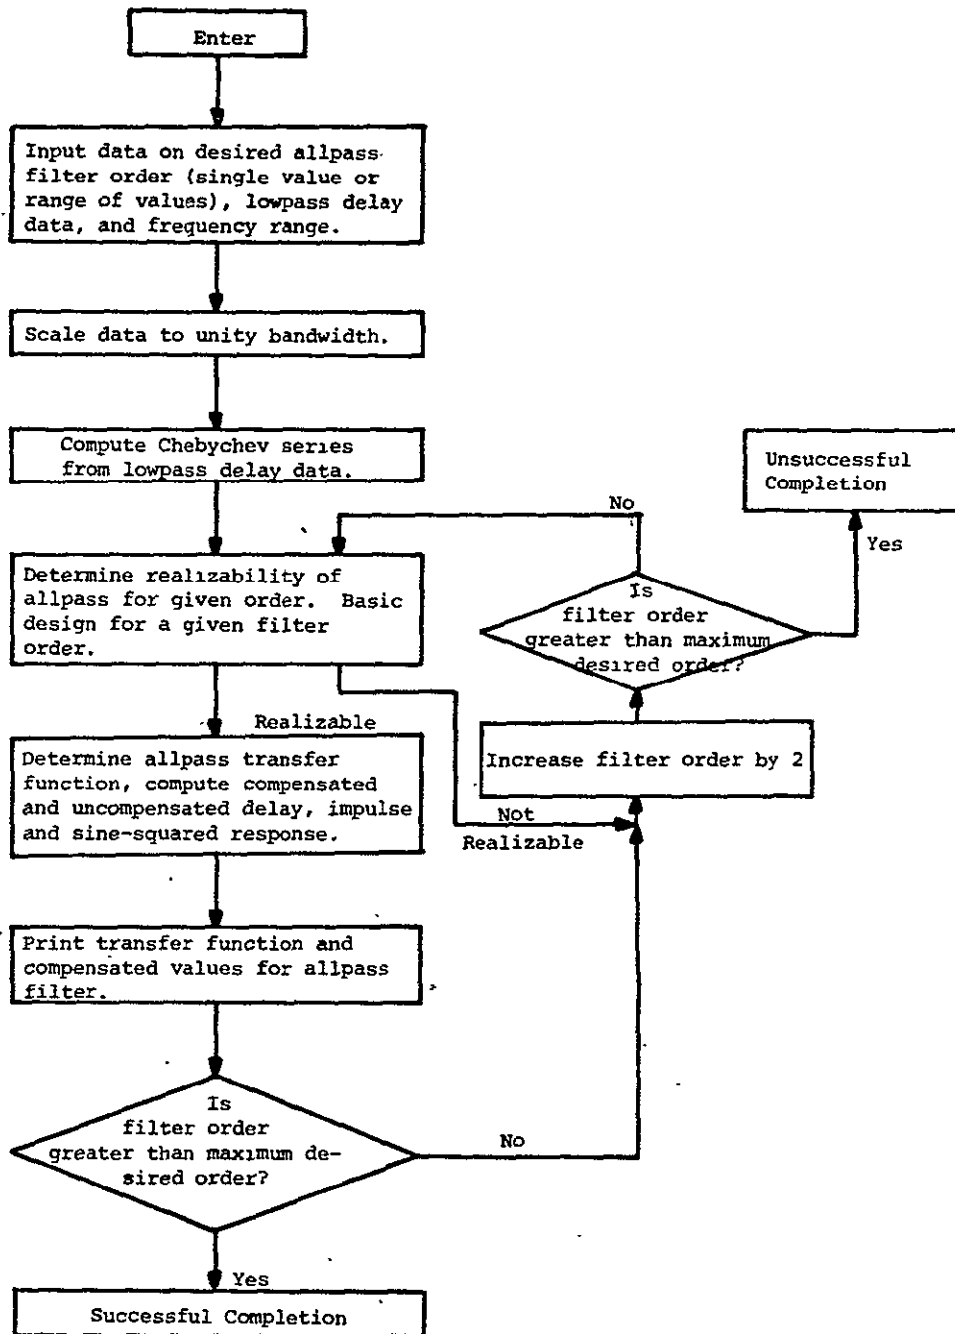 Enter
Input data on desired allpass
filter order (single value or
range of values), lowpass delay
data, and frequency range.
Scale data to unity bandwidth.
Compute Chebychev series
from lowpass delay data.
Determine realizability of
allpass for given order. Basic
design for a given filter
order.
Realizable
Determine allpass transfer
function, compute compensated
and uncompensated delay, impulse
and sine-squared response.
Print transfer function and
compensated values for allpass
filter.
Is
filter order
greater than maximum de-
sired order?
Yes
Successful Completion
No
Not
Realizable
Increase filter order by 2
Is
filter order
greater than maximum
desired order?
No
Yes
Unsuccessful
Completion